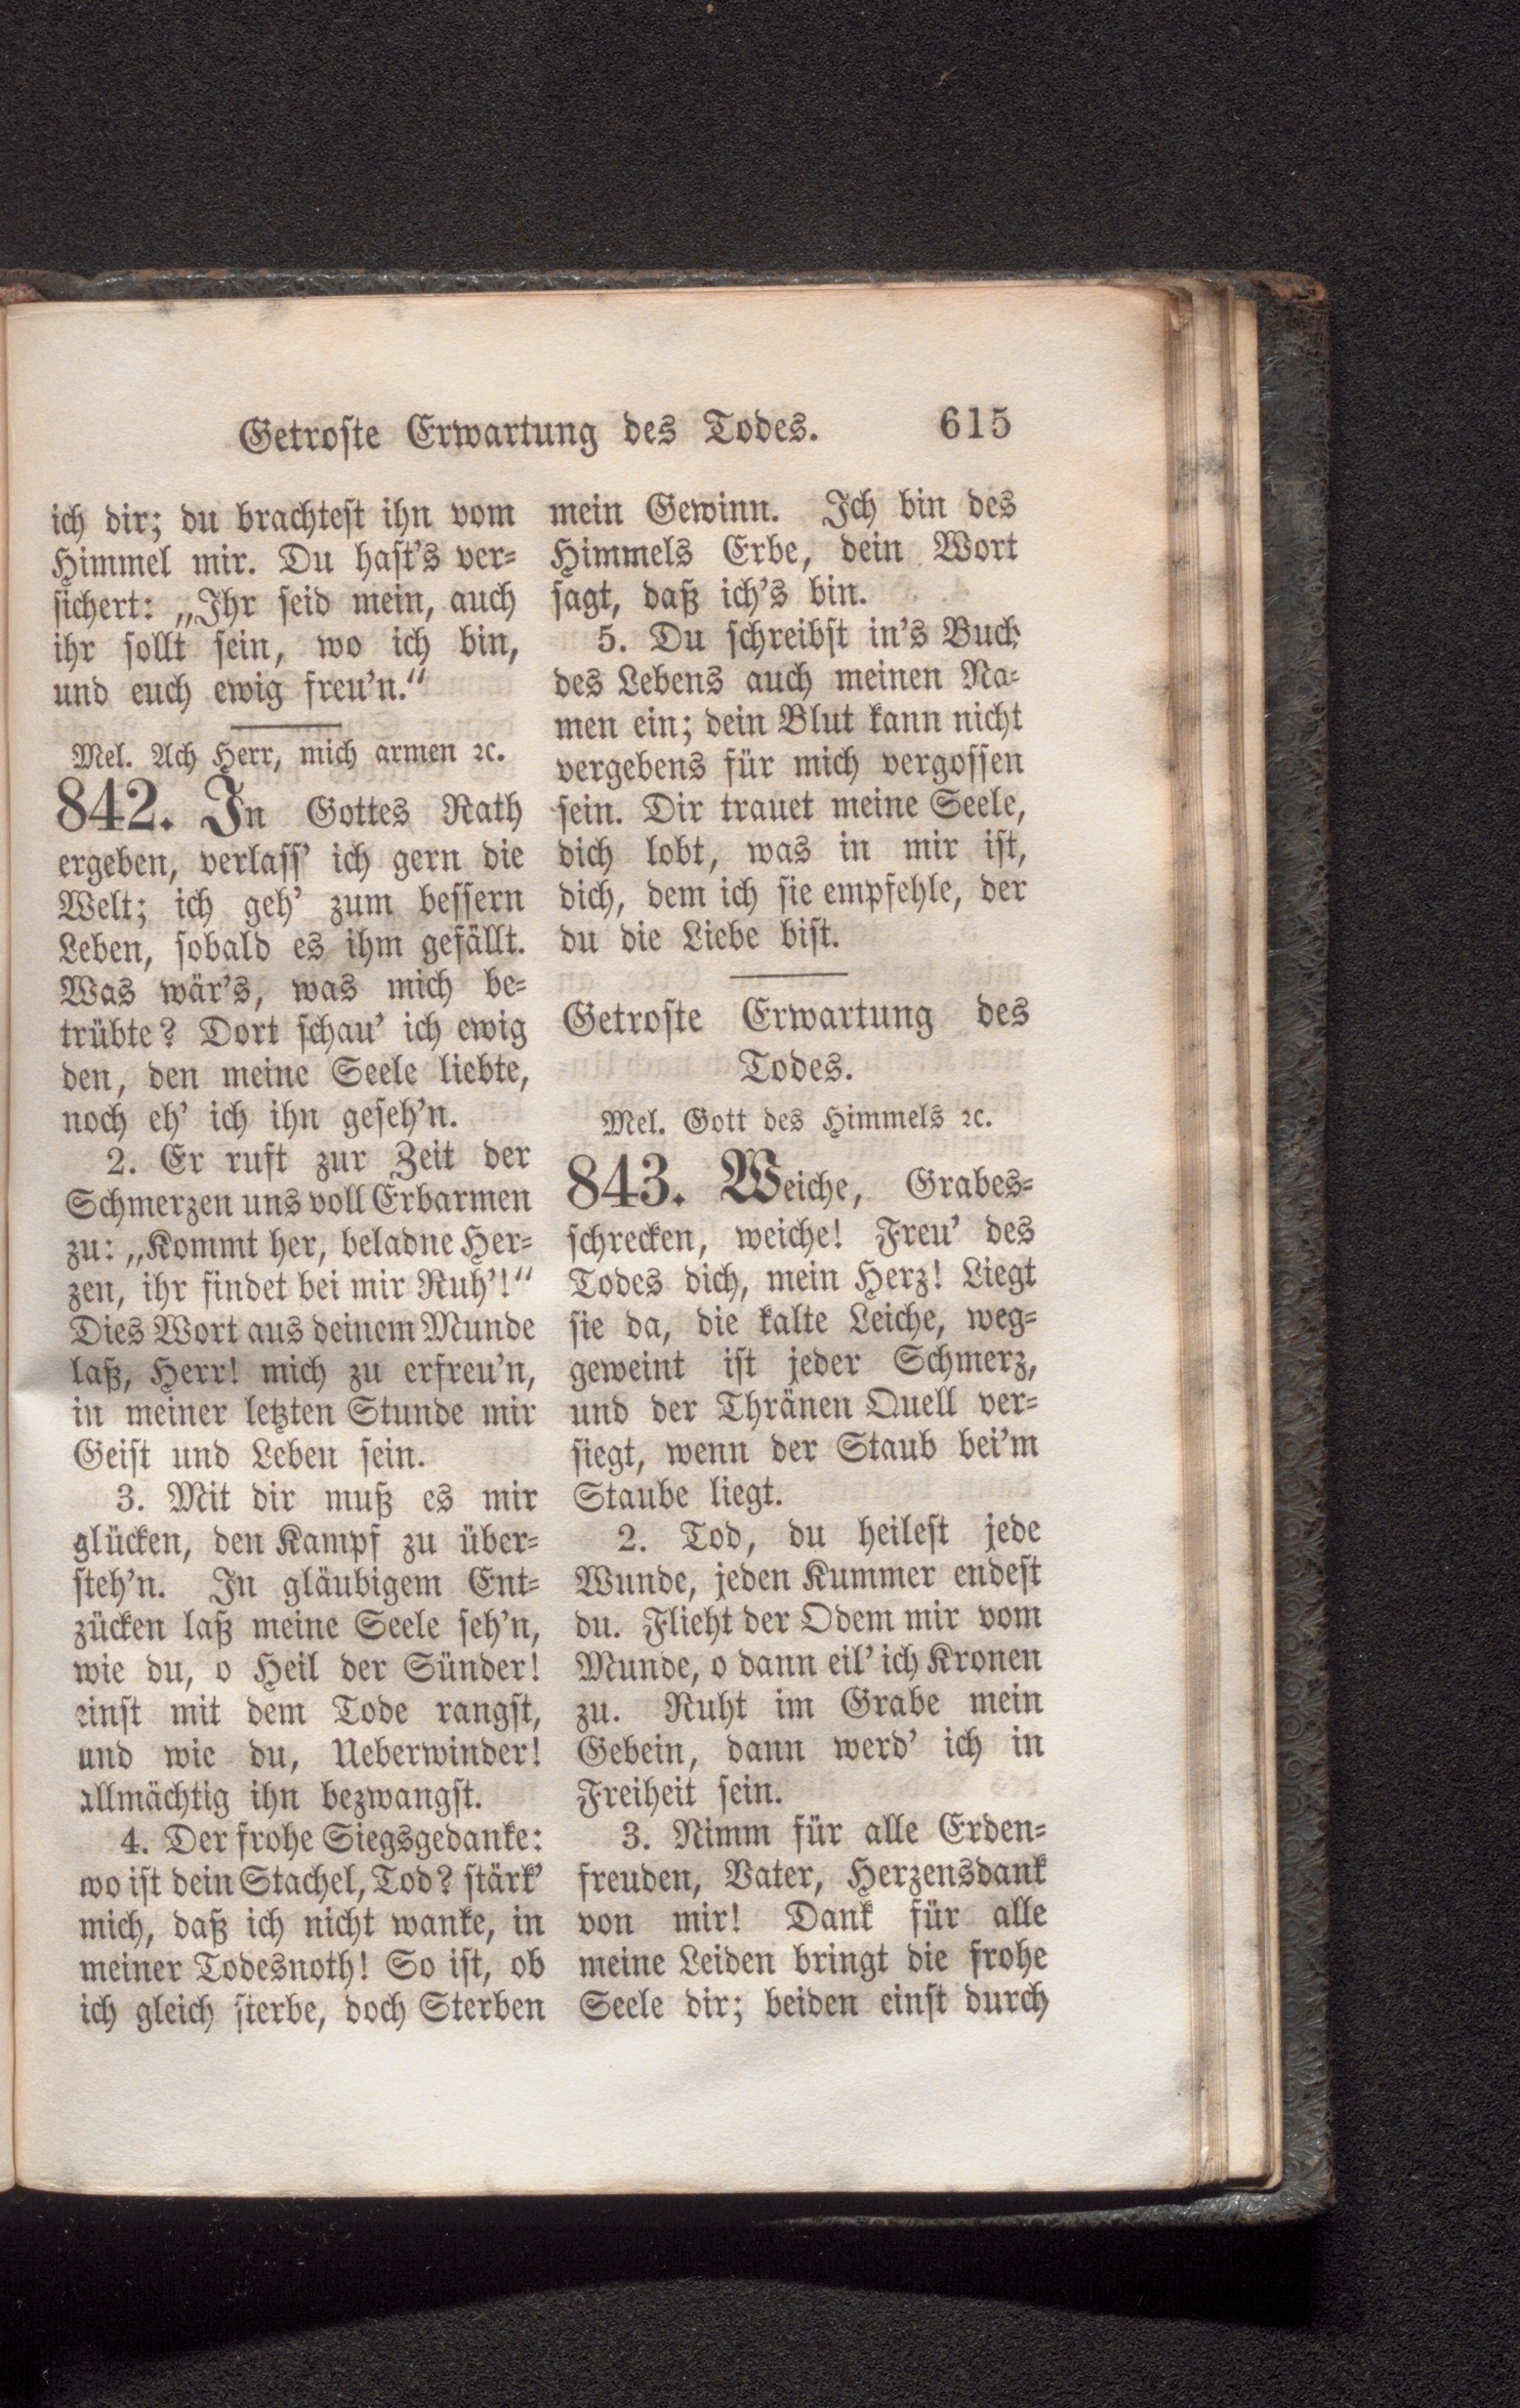 Getroste Erwartung des Todes. 615
ich dir; du brachtest ihn vom
Himmel mir. Du hast's ver-
sichert: „Ihr seid mein, auch
ihr sollt sein, wo ich bin,
und euch ewig freu'n.“
Mel. Ach Herr, mich armen ꝛc.
842. In Gottes Rath
ergeben, verlass' ich gern die
Welt; ich geh' zum bessern
Leben, sobald es ihm gefällt.
Was wär's, was mich be-
trübte? Dort schau' ich ewig
den, den meine Seele liebte,
noch eh' ich ihn geseh'n.
2. Er ruft zur Zeit der
Schmerzen uns voll Erbarmen
zu: „Kommt her, beladne Her-
zen, ihr findet bei mir Ruh'!“
Dies Wort aus deinem Munde
laß, Herr! mich zu erfreu'n,
in meiner letzten Stunde mir
Geist und Leben sein.
3. Mit dir muß es mir
glücken, den Kampf zu über-
steh'n. In gläubigem Ent-
zücken laß meine Seele seh'n,
wie du, o Heil der Sünder!
einst mit dem Tode rangst,
und wie du, Ueberwinder!
allmächtig ihn bezwangst.
4. Der frohe Siegsgedanke:
wo ist dein Stachel, Tod? stärk'
mich, daß ich nicht wanke, in
meiner Todesnoth! So ist, ob
ich gleich sterbe, doch Sterben
mein Gewinn. Ich bin des
Himmels Erbe, dein Wort
sagt, daß ich's bin.
5. Du schreibst in's Buch
des Lebens auch meinen Na-
men ein; dein Blut kann nicht
vergebens für mich vergossen
sein. Dir trauet meine Seele,
dich lobt, was in mir ist,
dich, dem ich sie empfehle, der
du die Liebe bist.
Getroste Erwartung des
Todes.
Mel. Gott des Himmels ꝛc.
843. Weiche, Grabes-
schrecken, weiche! Freu' des
Todes dich, mein Herz! Liegt
sie da, die kalte Leiche, weg-
geweint ist jeder Schmerz,
und der Thränen Quell ver-
siegt, wenn der Staub bei'm
Staube liegt.
2. Tod, du heilest jede
Wunde, jeden Kummer endest
du. Flieht der Odem mir vom
Munde, o dann eil' ich Kronen
zu. Ruht im Grabe mein
Gebein, dann werd' ich in
Freiheit sein.
3. Nimm für alle Erden-
freuden, Vater, Herzensdank
von mir! Dank für alle
meine Leiden bringt die frohe
Seele dir; beiden einst durch